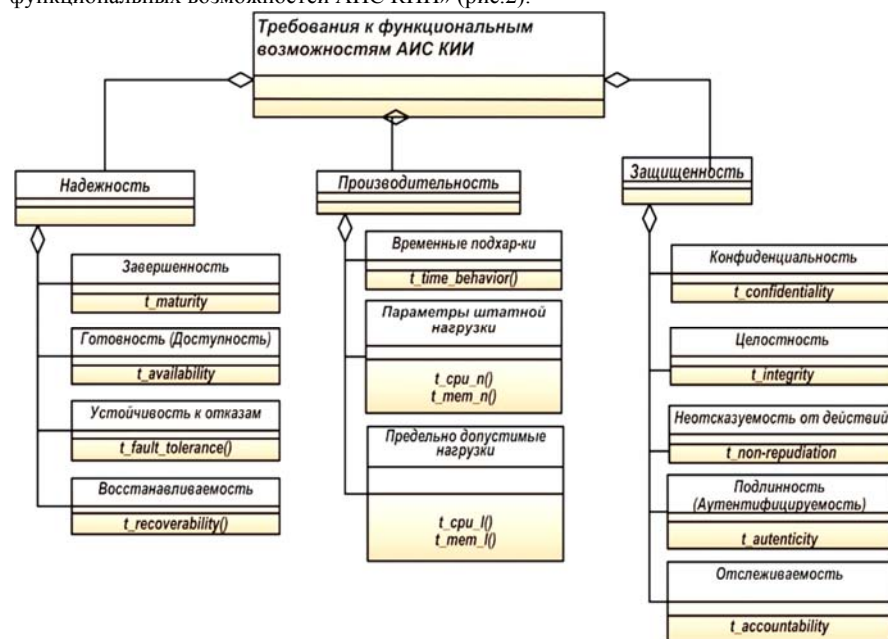 функциональных возможностей АИС КИИ» (рис.2).
Требования к функциональным
возможностям АИС КИИ
Надежность
Завершенность
t_maturity
Готовность (Доступность)
t_availability
Устойчивость к отказам
t_fault_tolerance()
Восстанавливаемость
t_recoverability()
Производительность
Временные подхар-ки
t_time_behavior()
Параметры штатной
нагрузки
t_cpu_n()
t_mem_n()
Предельно допустимые
нагрузки
t_cpu_l()
t_mem_l()
Защищенность
Конфиденциальность
t_confidentiality
Целостность
t_integrity
Неотсказуемость от действий
t_non-repudiation
Подлинность
(Аутентифицируемость)
t_autenticity
Отслеживаемость
t_accountability